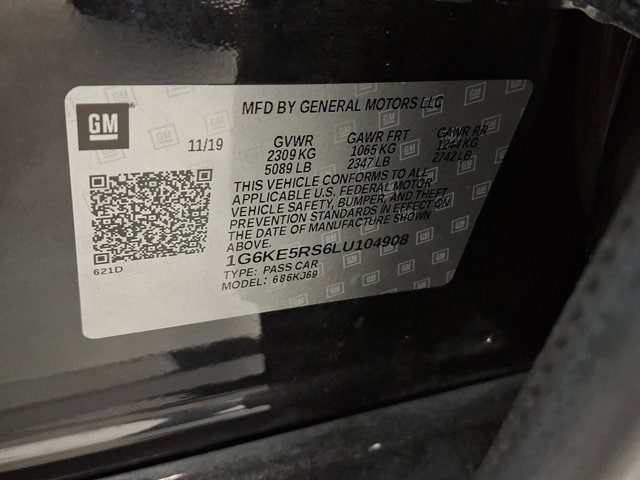 GM
MFD BY GENERAL MOTORS LLC
11/19 GVWR GAWR FRT GAWR RR
2309 KG 1065 KG 1244 KG
5089 LB 2347 LB 2742 LB
THIS VEHICLE CONFORMS TO ALL
APPLICABLE U.S. FEDERAL MOTOR
VEHICLE SAFETY, BUMPER, AND THEFT
PREVENTION STANDARDS IN EFFECT ON
THE DATE OF MANUFACTURE SHOWN
ABOVE.
1G6KE5RS6LU104908
TYPE: PASS CAR
MODEL: 686KJ69
621D